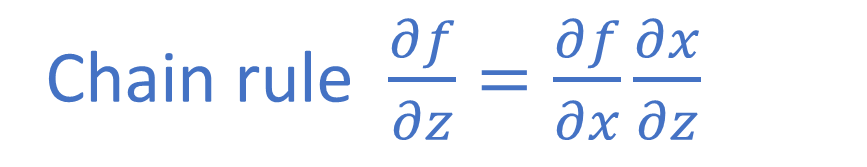 Chain rule ∂f/∂z = ∂f/∂x ∂x/∂z